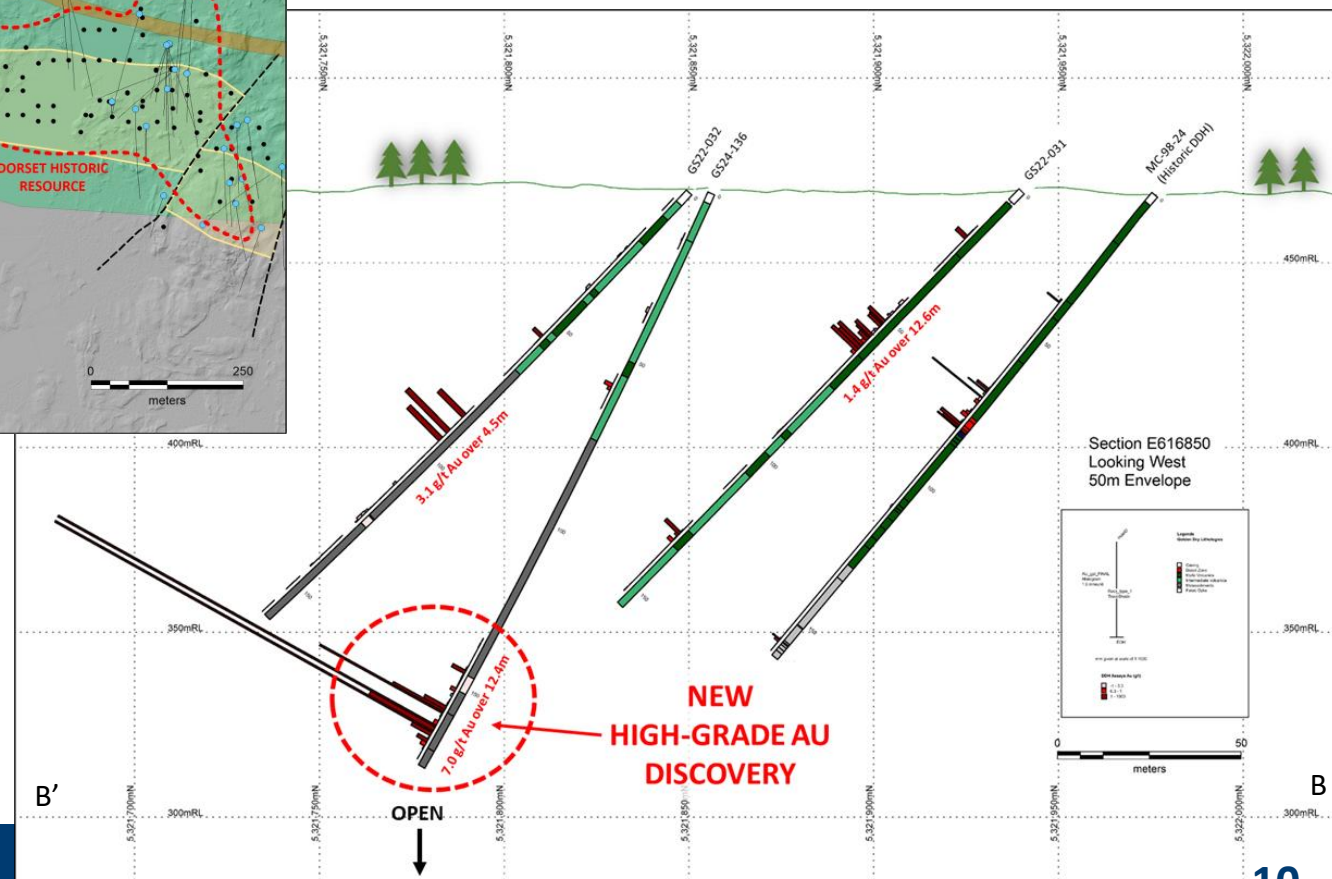 DORSET HISTORIC
RESOURCE
0 250
meters
5,321,750mN
5,321,800mN
5,321,850mN
5,321,900mN
5,321,950mN
5,322,000mN
GS22-032
GS24-136
GS22-031
MC-98-24
(Historic DDH)
450mRL
400mRL
400mRL
350mRL
350mRL
300mRL
300mRL
3.1 g/t Au over 4.5m
1.4 g/t Au over 12.6m
7.0 g/t Au over 12.4m
Section E616850
Looking West
50m Envelope
0 50
meters
NEW
HIGH-GRADE AU
DISCOVERY
OPEN
B'
B
5,321,700mN
5,321,750mN
5,321,800mN
5,321,850
5,321,900mN
5,321,950mN
5,322,000mN
10